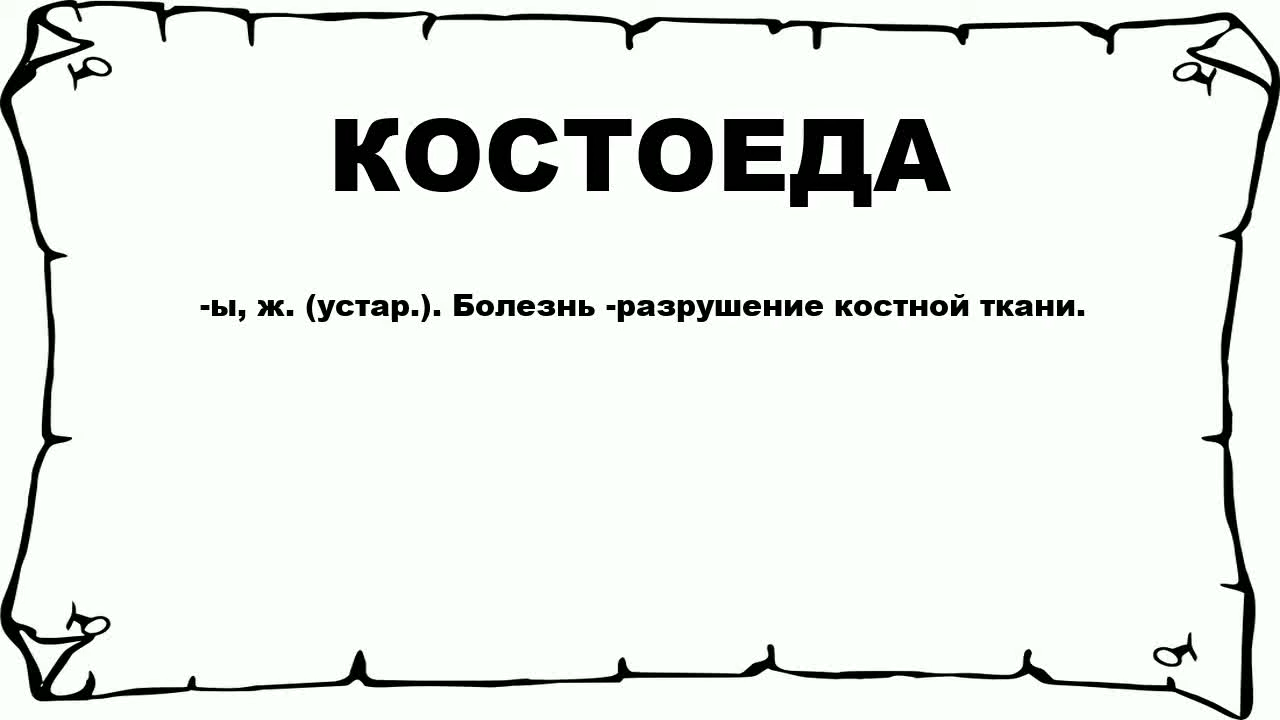 КОСТОЕДА
-ы, ж. (устар.). Болезнь -разрушение костной ткани.